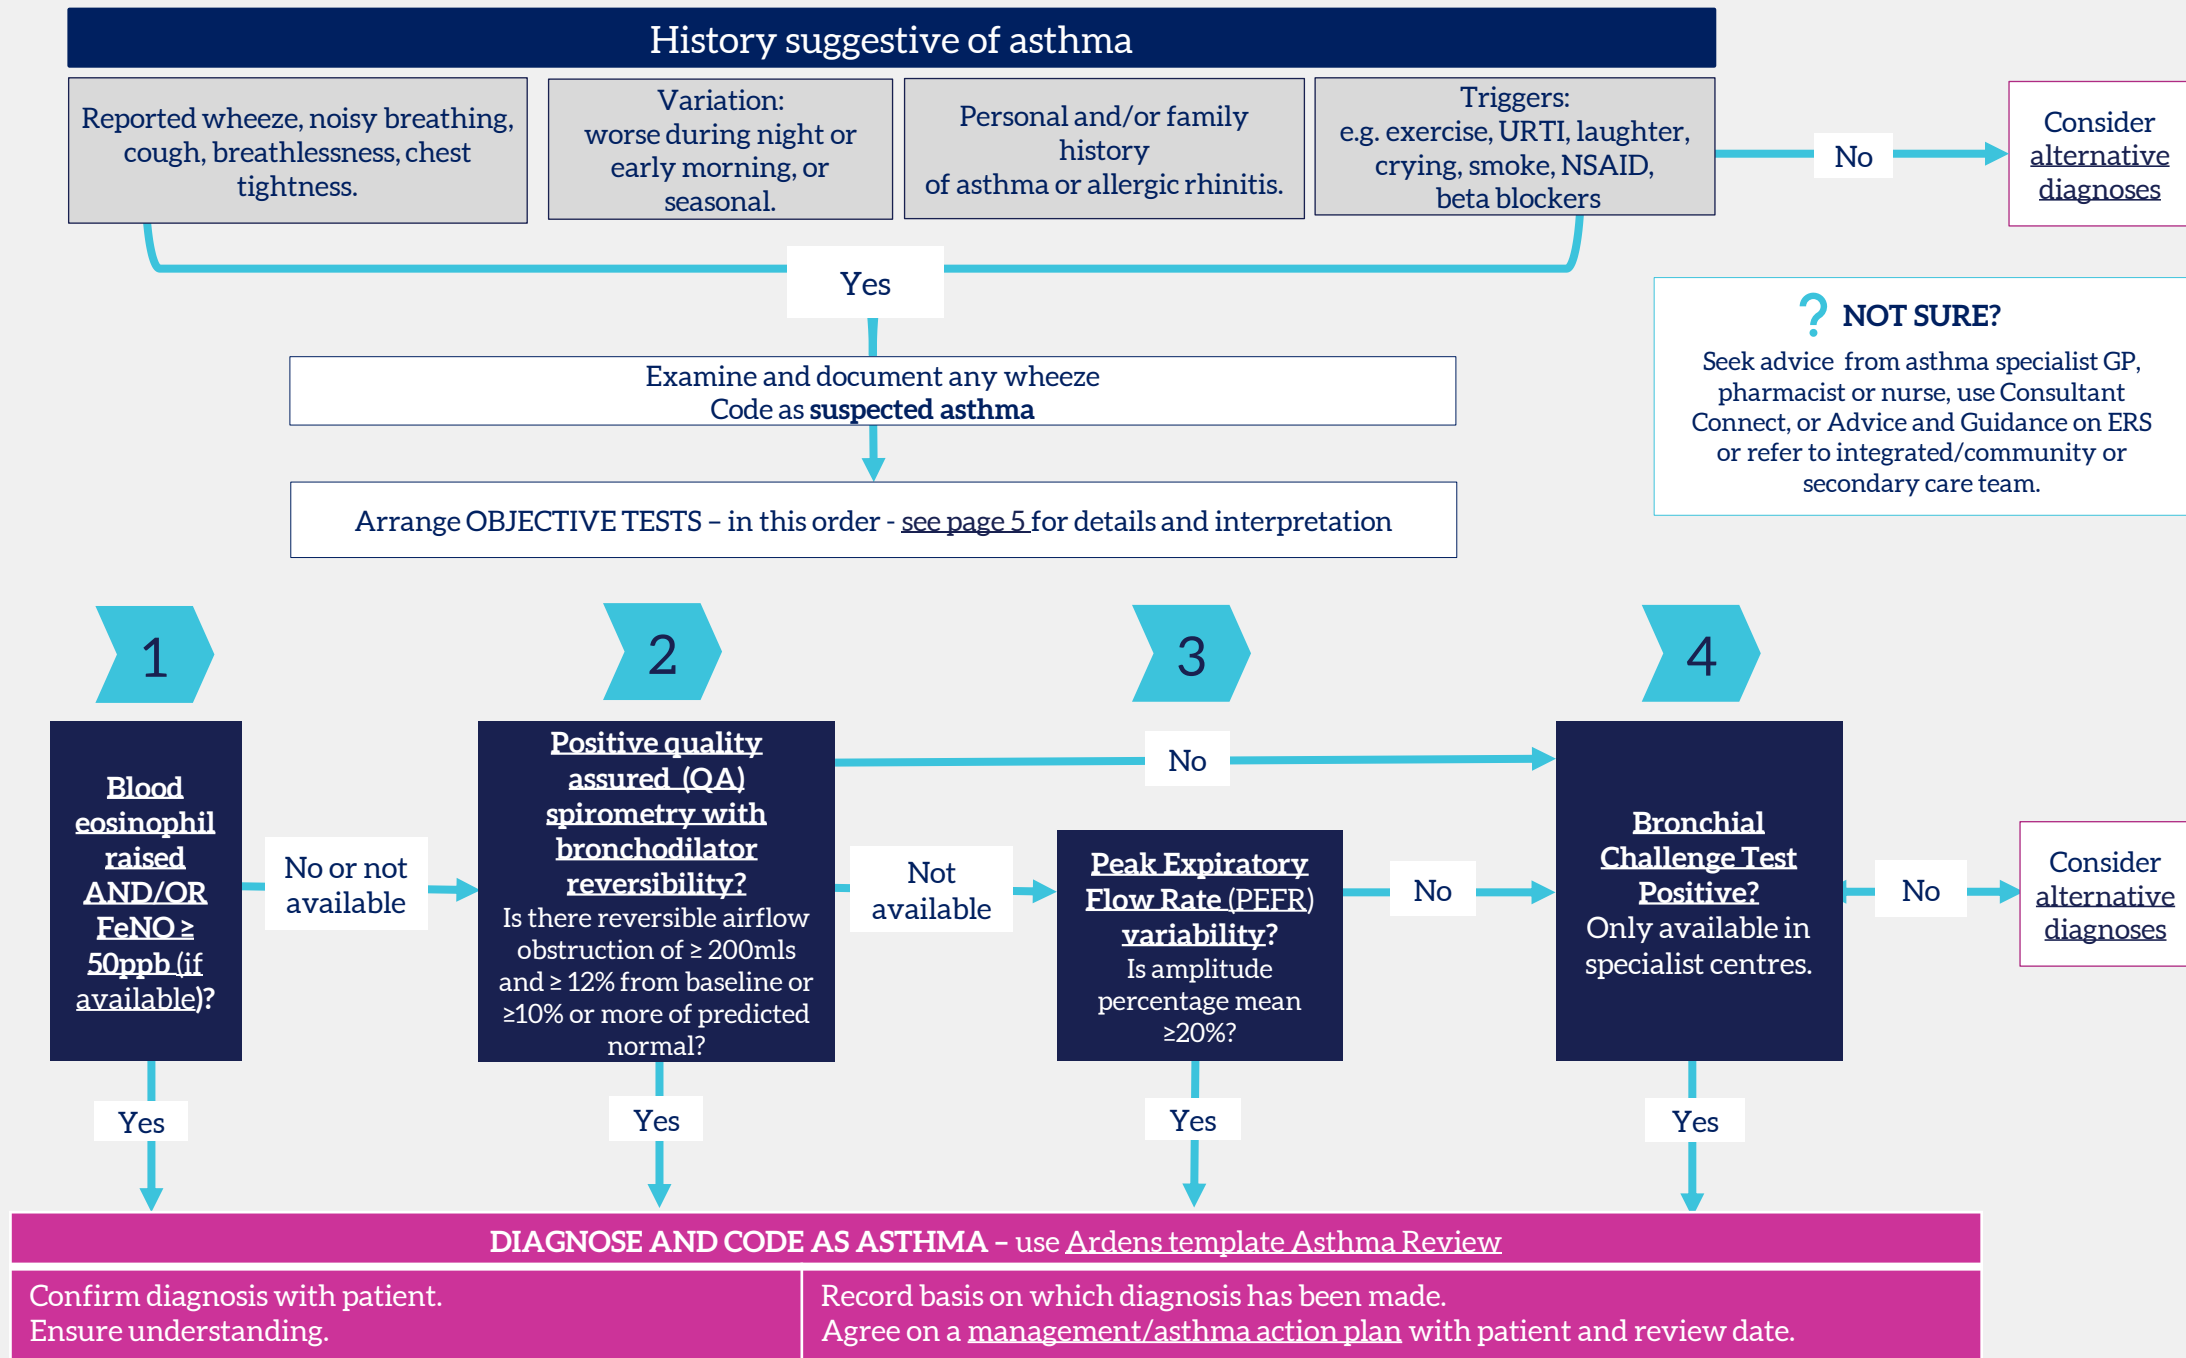 History suggestive of asthma
Reported wheeze, noisy breathing,
cough, breathlessness, chest
tightness.
Variation:
worse during night or
early morning, or
seasonal.
Personal and/or family
history
of asthma or allergic rhinitis.
Triggers:
e.g. exercise, URTI, laughter,
crying, smoke, NSAID,
beta blockers
No
Consider
alternative
diagnoses
Yes
? NOT SURE?
Seek advice from asthma specialist GP,
pharmacist or nurse, use Consultant
Connect, or Advice and Guidance on ERS
or refer to integrated/community or
secondary care team.
Examine and document any wheeze
Code as suspected asthma
Arrange OBJECTIVE TESTS – in this order - see page 5 for details and interpretation
1
2
3
4
Blood
eosinophil
raised
AND/OR
FeNO ≥
50ppb (if
available)?
No or not
available
Positive quality
assured (QA)
spirometry with
bronchodilator
reversibility?
Is there reversible airflow
obstruction of ≥ 200mls
and ≥ 12% from baseline or
≥10% or more of predicted
normal?
No
Not
available
Peak Expiratory
Flow Rate (PEFR)
variability?
Is amplitude
percentage mean
≥20%?
No
Bronchial
Challenge Test
Positive?
Only available in
specialist centres.
No
Consider
alternative
diagnoses
Yes
Yes
Yes
Yes
DIAGNOSE AND CODE AS ASTHMA – use Ardens template Asthma Review
Confirm diagnosis with patient.
Ensure understanding.
Record basis on which diagnosis has been made.
Agree on a management/asthma action plan with patient and review date.